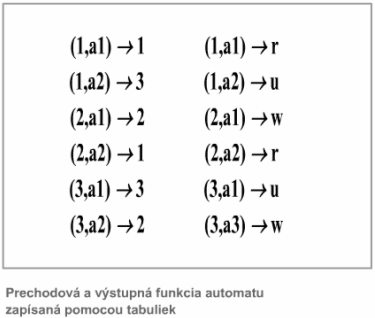 (1,a1) → 1 (1,a1) → r
(1,a2) → 3 (1,a2) → u
(2,a1) → 2 (2,a1) → w
(2,a2) → 1 (2,a2) → r
(3,a1) → 3 (3,a1) → u
(3,a2) → 2 (3,a3) → w
Prechodová a výstupná funkcia automatu
zapísaná pomocou tabuliek